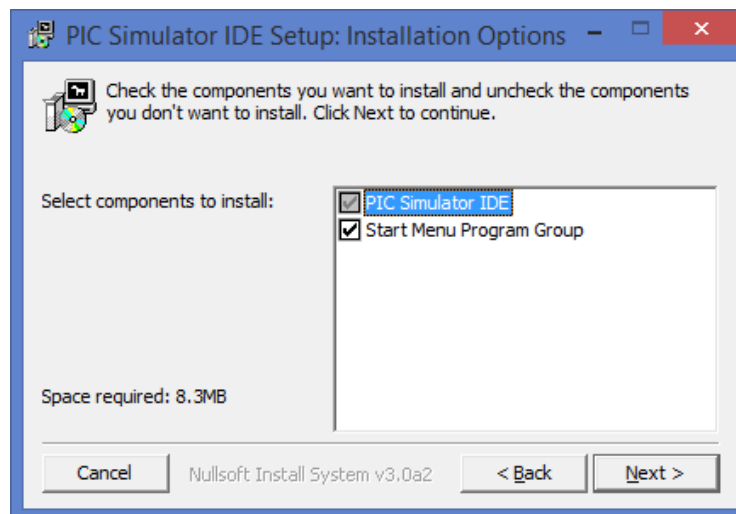 PIC Simulator IDE Setup: Installation Options
Check the components you want to install and uncheck the components
you don't want to install. Click Next to continue.
Select components to install:
PIC Simulator IDE
Start Menu Program Group
Space required: 8.3MB
Cancel
Nullsoft Install System v3.0a2
< Back
Next >